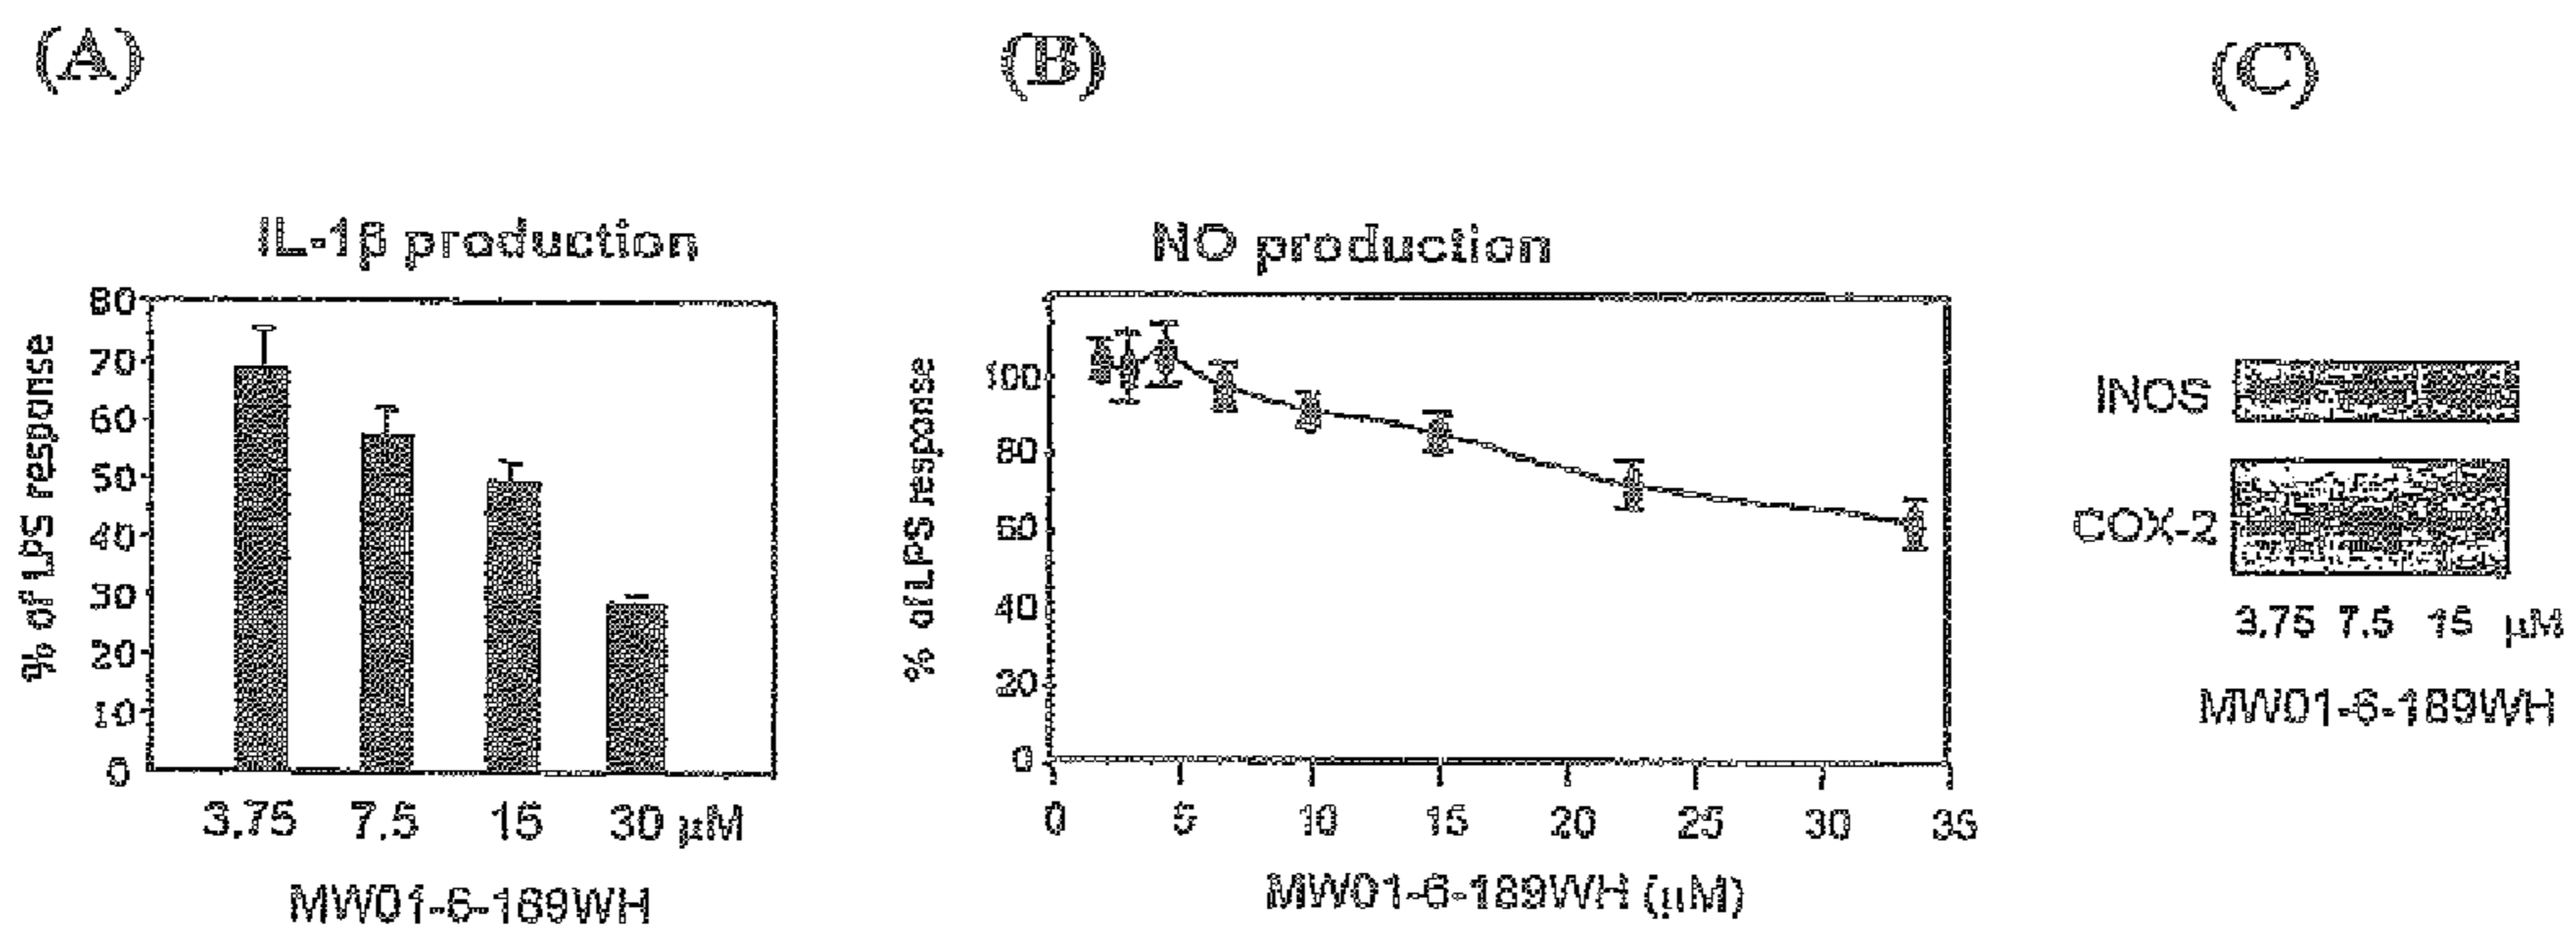 (A)
IL-1β production
% of LPS response
80
70
60
50
40
30
20
10
0
3.75 7.5 15 30 μM
MW01-6-189WH
(B)
NO production
% of LPS response
100
80
60
40
20
0
0 5 10 15 20 25 30 35
MW01-6-189WH (μM)
(C)
iNOS
COX-2
3.75 7.5 15 μM
MW01-6-189WH